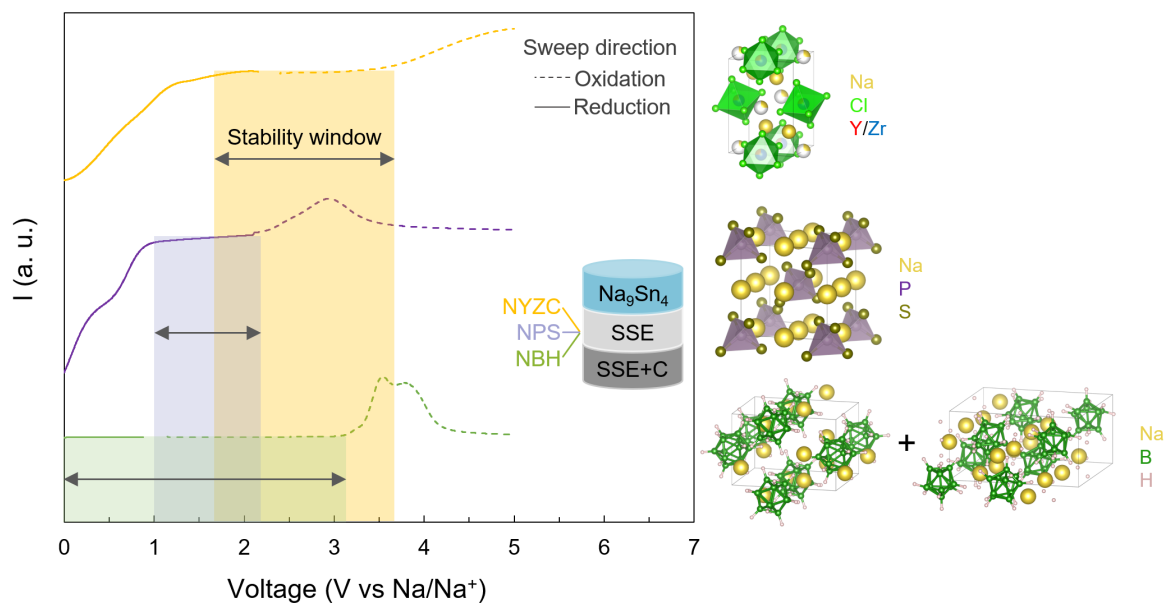 Sweep direction
Oxidation
Reduction
Stability window
I (a. u.)
NYZC
NPS
NBH
Na₉Sn₄
SSE
SSE+C
0 1 2 3 4 5 6 7
Voltage (V vs Na/Na⁺)
Na
Cl
Y/Zr
Na
P
S
+
Na
B
H